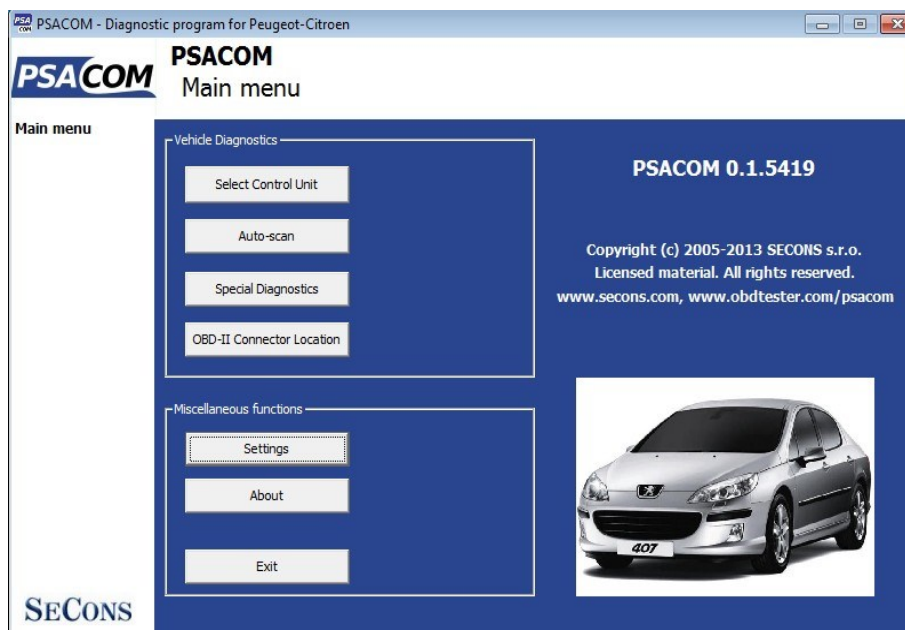 PSA COM PSACOM - Diagnostic program for Peugeot-Citroen
PSACOM
PSACOM
Main menu
Main menu
Vehicle Diagnostics
Select Control Unit
Auto-scan
Special Diagnostics
OBD-II Connector Location
Miscellaneous functions
Settings
About
Exit
PSACOM 0.1.5419
Copyright (c) 2005-2013 SECONS s.r.o.
Licensed material. All rights reserved.
www.secons.com, www.obdtester.com/psacom
407
SECONS